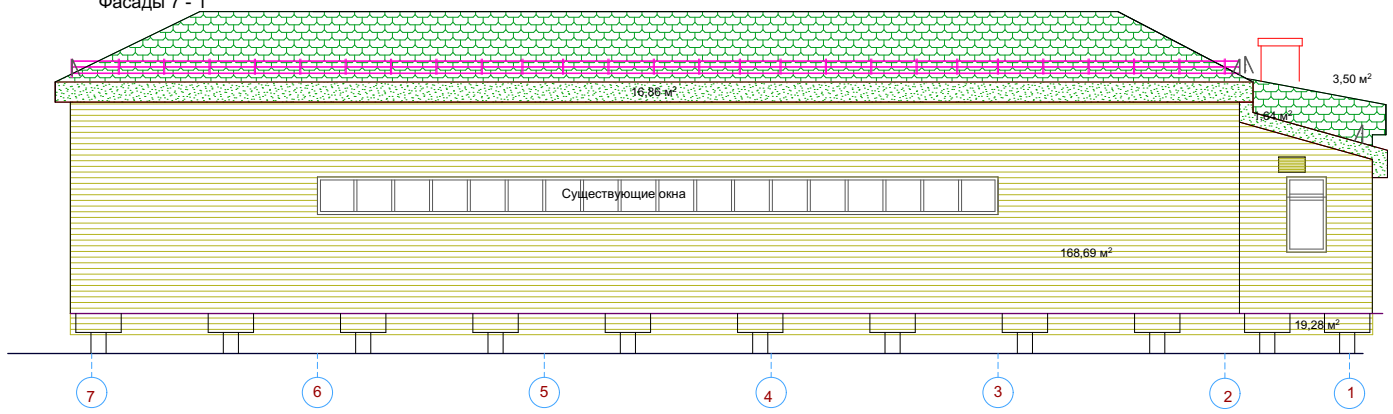 Фасады 7 - 1
3,50 м²
16,86 м²
1,64 м²
Существующие окна
168,69 м²
19,28 м²
7 6 5 4 3 2 1